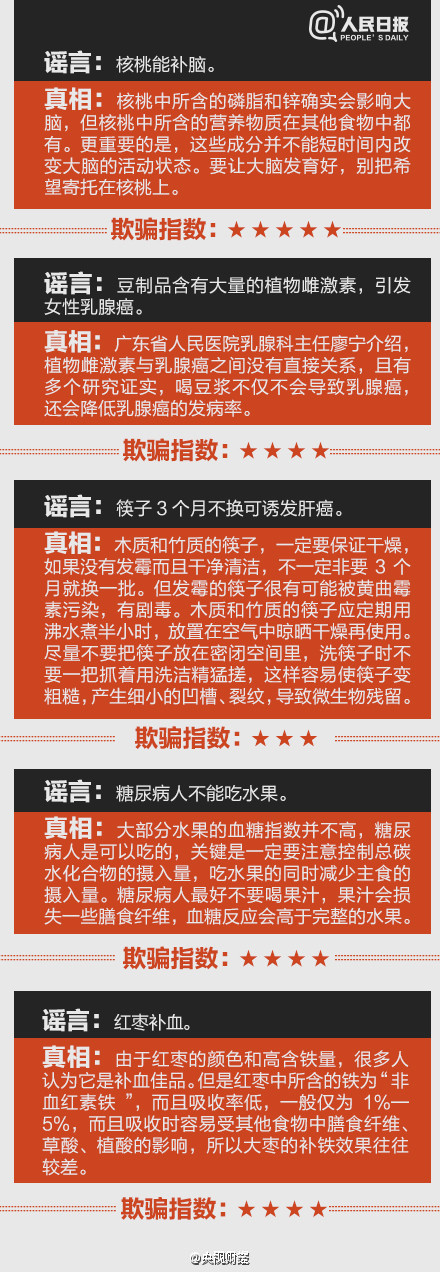 @人民日报
PEOPLE'S DAILY
谣言：核桃能补脑。
真相：核桃中所含的磷脂和锌确实会影响大
脑，但核桃中所含的营养物质在其他食物中都
有。更重要的是，这些成分并不能短时间内改
变大脑的活动状态。要让大脑发育好，别把希
望寄托在核桃上。
欺骗指数：★★★★★
谣言：豆制品含有大量的植物雌激素，引发
女性乳腺癌。
真相：广东省人民医院乳腺科主任廖宁介绍，
植物雌激素与乳腺癌之间没有直接关系，且有
多个研究证实，喝豆浆不仅不会导致乳腺癌，
还会降低乳腺癌的发病率。
欺骗指数：★★★★
谣言：筷子3个月不换可诱发肝癌。
真相：木质和竹质的筷子，一定要保证干燥，
如果没有发霉而且干净清洁，不一定非要 3 个
月就换一批。但发霉的筷子很有可能被黄曲霉
素污染，有剧毒。木质和竹质的筷子应定期用
沸水煮半小时，放置在空气中晾晒干燥再使用。
尽量不要把筷子放在密闭空间里，洗筷子时不
要一把抓着用洗洁精猛搓，这样容易使筷子变
粗糙，产生细小的凹槽、裂纹，导致微生物残留。
欺骗指数：★★★
谣言：糖尿病人不能吃水果。
真相：大部分水果的血糖指数并不高，糖尿
病人是可以吃的，关键是一定要注意控制总碳
水化合物的摄入量，吃水果的同时减少主食的
摄入量。糖尿病人最好不要喝果汁，果汁会损
失一些膳食纤维，血糖反应会高于完整的水果。
欺骗指数：★★★★
谣言：红枣补血。
真相：由于红枣的颜色和高含铁量，很多人
认为它是补血佳品。但是红枣中所含的铁为“非
血红素铁 ”，而且吸收率低，一般仅为 1%—
5%，而且吸收时容易受其他食物中膳食纤维、
草酸、植酸的影响，所以大枣的补铁效果往往
较差。
欺骗指数：★★★★
@央视财经